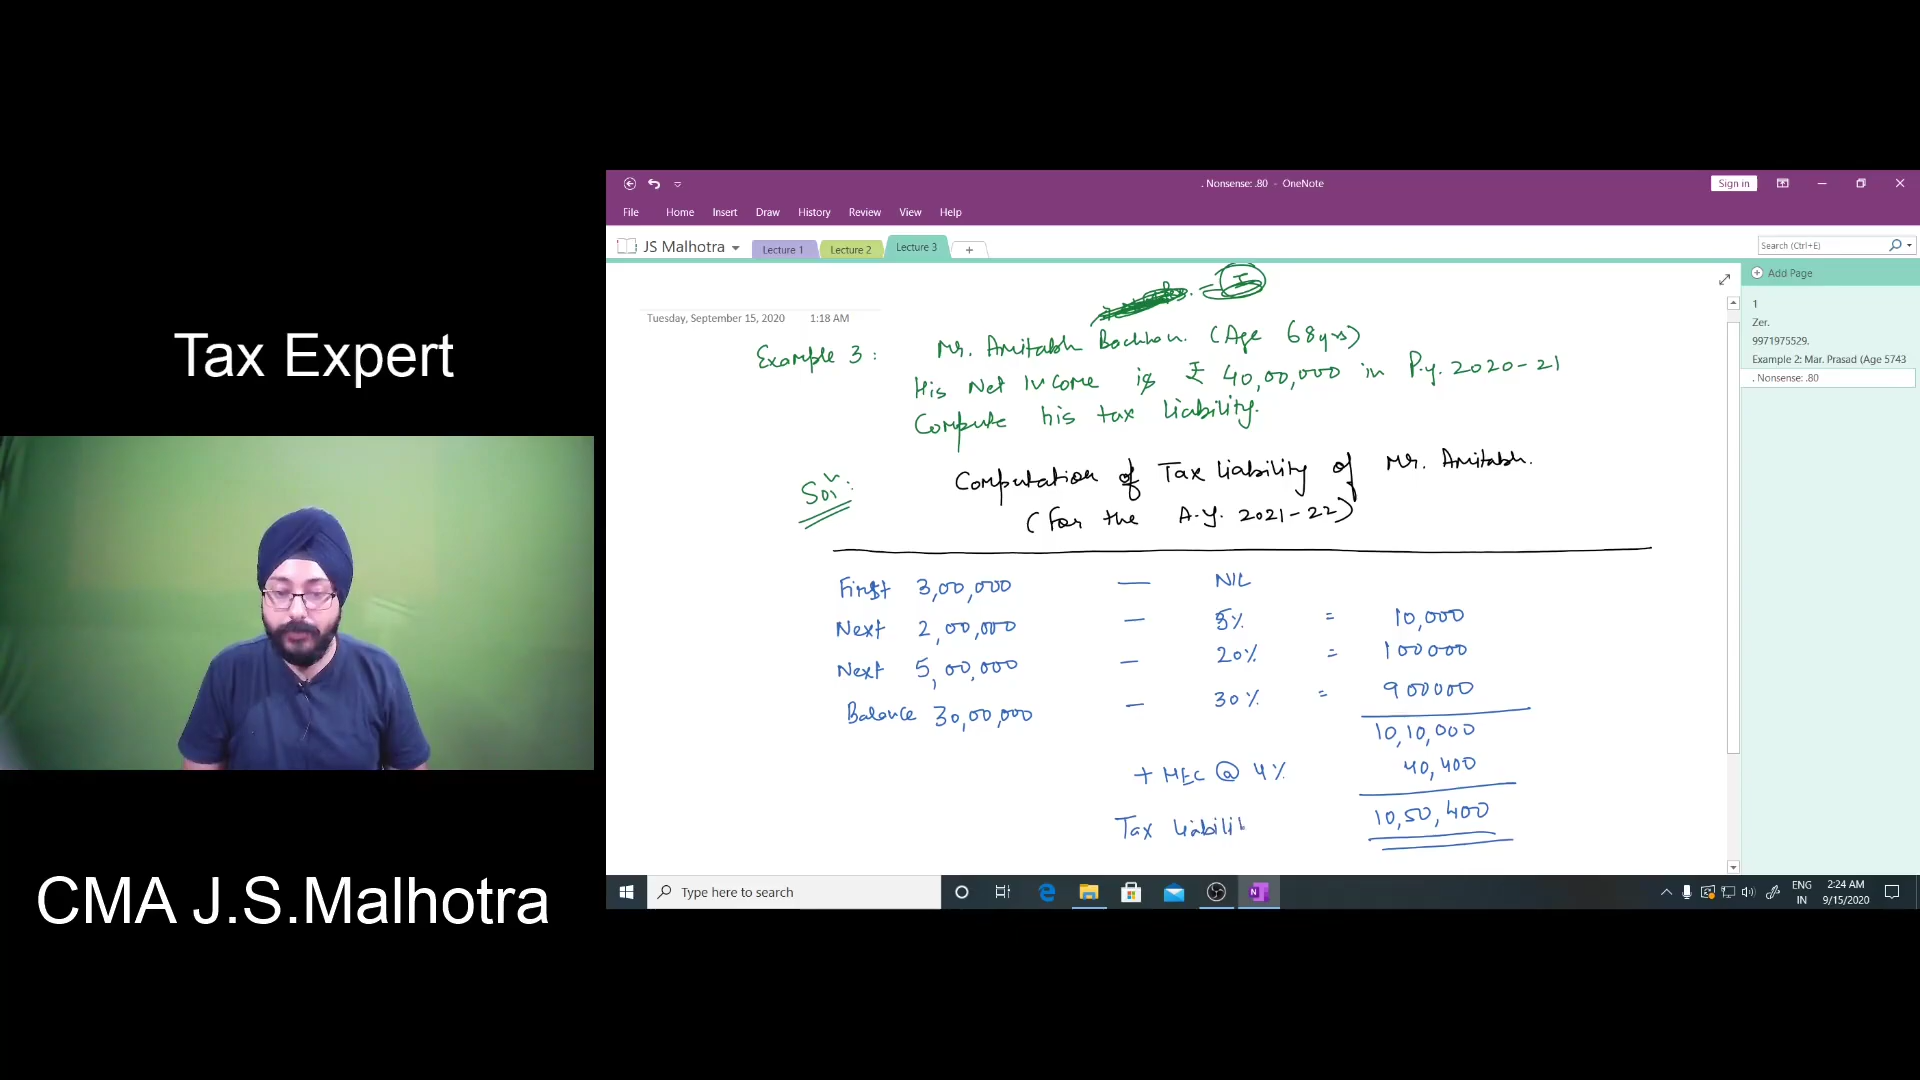 Tax Expert
CMA J.S.Malhotra
. Nonsense: .80 - OneNote
Sign in
File Home Insert Draw History Review View Help
JS Malhotra Lecture 1 Lecture 2 Lecture 3 +
Search (Ctrl+E)
Add Page
1
Zer.
9971975529.
Example 2: Mar. Prasad (Age 5743
. Nonsense: .80
Tuesday, September 15, 2020 1:18 AM
Example 3 : Mr. Amitabh Bachhan. (Age 68yrs)
His Net Income is ₹ 40,00,000 in P.y. 2020-21
Compute his tax liability.
Soln:
Computation of Tax liability of Mr. Amitabh.
(For the A.y. 2021-22)
First 3,00,000 — NIL
Next 2,00,000 — 5% = 10,000
Next 5,00,000 — 20% = 100000
Balance 30,00,000 — 30% = 900000
10,10,000
+ HEC @ 4% 40,400
Tax liabilit 10,50,400
Type here to search
ENG
IN
2:24 AM
9/15/2020